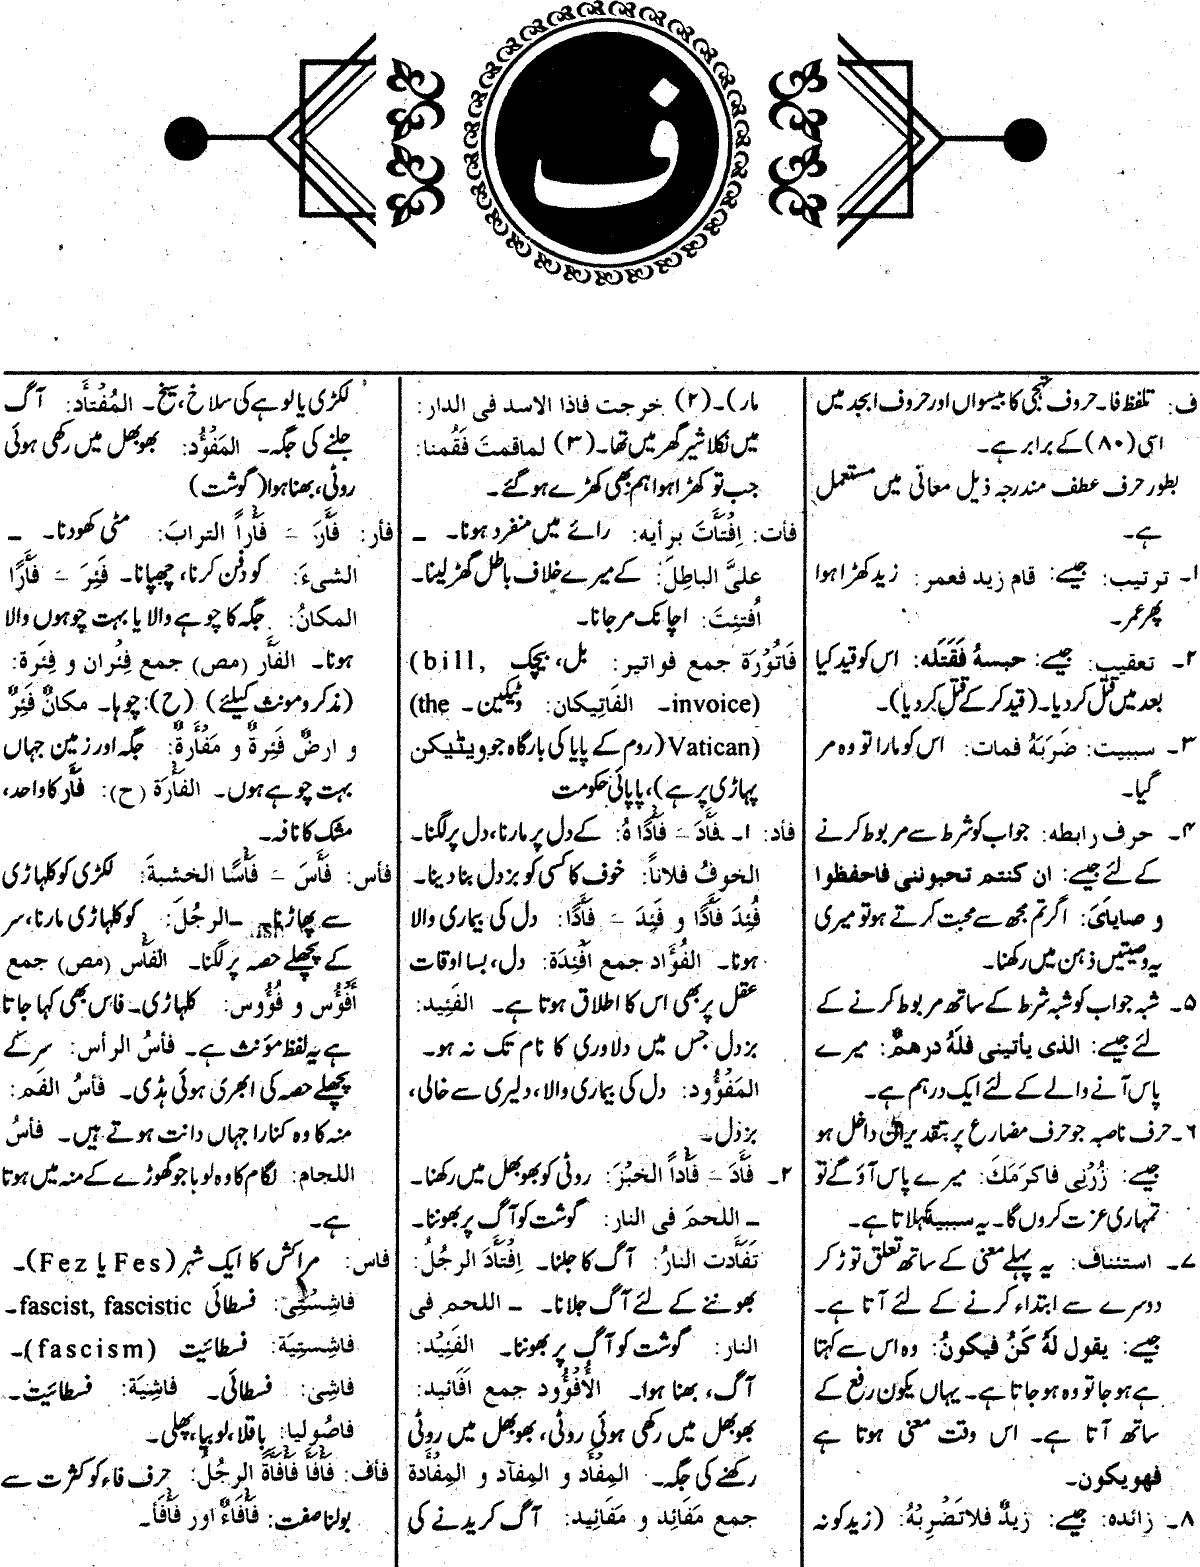 ف
ف: تلفظ فا۔ حروف تہجی کا بیسواں اور حروف ابجد میں
اسی (۸۰) کے برابر ہے۔
بطور حرف عطف مندرجہ ذیل معانی میں مستعمل
ہے۔
۱۔ ترتیب: جیسے: قام زید فعمر: زید کھڑا ہوا
پھر عمر۔
۲۔ تعقیب: جیسے: حبسهُ فَقَتَله: اس کو قید کیا
بعد میں قتل کر دیا۔ (قید کر کے قتل کر دیا)۔
۳۔ سببیت: ضَرَبَهُ فمات: اس کو مارا تو وہ مر
گیا۔
۴۔ حرف رابطہ: جواب کو شرط سے مربوط کرنے
کے لئے جیسے: ان کنتم تحبوننی فاحفظوا
و صایایَ: اگر تم مجھ سے محبت کرتے ہو تو میری
یہ وصیتیں ذہن میں رکھنا۔
۵۔ شبہ جواب کو شبہ شرط کے ساتھ مربوط کرنے کے
لئے جیسے: الذی یأتینی فلَهُ درهمٌ: میرے
پاس آنے والے کے لئے ایک درہم ہے۔
۶۔ حرف ناصبہ جو حرف مضارع پر بتقدیر ان داخل ہو
جیسے: زُرْنِی فاکرمَکَ: میرے پاس آؤ گے تو
تمہاری عزت کروں گا۔ یہ سببیۃ کہلاتا ہے۔
۷۔ استئناف: یہ پہلے معنی کے ساتھ تعلق توڑ کر
دوسرے سے ابتداء کرنے کے لئے آتا ہے۔
جیسے: یقول لَهُ کُنْ فیکونُ: وہ اس سے کہتا
ہے ہو جا تو وہ ہو جاتا ہے۔ یہاں یکون رفع کے
ساتھ آتا ہے۔ اس وقت معنی ہوتا ہے
فهو یکون۔
۸۔ زائدہ: جیسے: زیدٌ فلا تَضْرِبْهُ: (زید کو نہ
مار)۔ (۲) خرجت فاذا الاسد فی الدار:
میں نکلا شیر گھر میں تھا۔ (۳) لما قمتَ فَقُمنا:
جب تو کھڑا ہوا ہم بھی کھڑے ہو گئے۔
فأت: اِفْتَأَتَ برأیه: رائے میں منفرد ہونا۔ ـ
علیَّ الباطِلَ: کے میرے خلاف باطل گھڑ لینا۔
اُفتِئتَ: اچانک مر جانا۔
فَاتُوْرَة جمع فواتیر: بل، بیچک (bill,
invoice)۔ الفَاتِیکان: ویٹیکن۔ (the
Vatican) (روم کے پاپا کی بارگاہ جو ویٹیکن
پہاڑی پر ہے)، پاپائی حکومت
فأد: ۱۔ فَأَدَ ـَ فَأْدًا هُ: کے دل پر مارنا، دل پر لگنا۔
الخوفُ فلاناً: خوف کا کسی کو بزدل بنا دینا۔
فُئِدَ فَأْدًا و فَئِدَ ـَ فَأَدًا: دل کی بیماری والا
ہونا۔ الفُؤَاد جمع اَفْئِدَة: دل، بسا اوقات
عقل پر بھی اس کا اطلاق ہوتا ہے۔ الفَئِید:
بزدل جس میں دلاوری کا نام تک نہ ہو۔
المَفْؤُود: دل کی بیماری والا، دلیری سے خالی،
بزدل۔
۲۔ فَأَدَ ـَ فَأْداً الخبْزَ: روٹی کو بھوبھل میں رکھنا۔
ـ اللحمَ فی النار: گوشت کو آگ پر بھوننا۔
تَفَأَّدت النارُ: آگ کا جلنا۔ اِفْتَأَدَ الرجُلُ:
بھوننے کے لئے آگ جلانا۔ ـ اللحم فی
النار: گوشت کو آگ پر بھوننا۔ الفَئِیْد:
آگ، بھنا ہوا۔ الأُفْؤُود جمع اَفَائید:
بھوبھل میں رکھی ہوئی روٹی، بھوبھل میں روٹی
رکھنے کی جگہ۔ المِفْأَد و المِفآد و المِفْأَدة
جمع مَفَائِد و مَفَائِید: آگ کریدنے کی
لکڑی یا لوہے کی سلاخ، سیخ۔ المُفْتَأَد: آگ
جلنے کی جگہ۔ المَفْؤُد: بھوبھل میں رکھی ہوئی
روٹی، بھنا ہوا (گوشت)
فأر: فَأَرَ ـَ فَأْراً الترابَ: مٹی کھودنا۔ ـ
الشیءَ: کو دفن کرنا، چھپانا۔ فَئِرَ ـَ فَأَرًا
المکانُ: جگہ کا چوہے والا یا بہت چوہوں والا
ہونا۔ الفَأْر (مص) جمع فِئْران و فِئَرة:
(مذکر و مونث کیلئے) (ح): چوہا۔ مکانٌ فَئِرٌ
و ارضٌ فَئِرةٌ و مَفْأَرةٌ: جگہ اور زمین جہاں
بہت چوہے ہوں۔ الفَأْرَة (ح): فَأْر کا واحد،
مشک کا نافہ۔
فأس: فَأَسَ ـَ فَأْسًا الخشبةَ: لکڑی کو کلہاڑی
سے پھاڑنا۔ ـ الرجُلَ: کو کلہاڑی مارنا، سر
کے پچھلے حصہ پر لگنا۔ الفَأْس (مص) جمع
اَفْؤُس و فُؤُوس: کلہاڑی۔ فاس بھی کہا جاتا
ہے یہ لفظ مؤنث ہے۔ فأسُ الرأس: سر کے
پچھلے حصہ کی ابھری ہوئی ہڈی۔ فأسُ الفَم:
منہ کا وہ کنارا جہاں دانت ہوتے ہیں۔ فأسُ
اللجام: لگام کا وہ لوہا جو گھوڑے کے منہ میں ہوتا
ہے۔
فاس: مراکش کا ایک شہر (Fes یا Fez)۔
فاشِسْتِیّ: فسطائی fascist, fascistic۔
فاشِستِیَة: فسطائیت (fascism)۔
فاشِی: فسطائی۔ فاشِیَة: فسطائیت۔
فاصُولیا: باقلا، لوبیا، پھلی۔
فأف: فَأْفَأَ فَأْفَأَةً الرجُلُ: حرف فاء کو کثرت سے
بولنا صفت: فَأْفَاءٌ اور فَأْفَأ۔